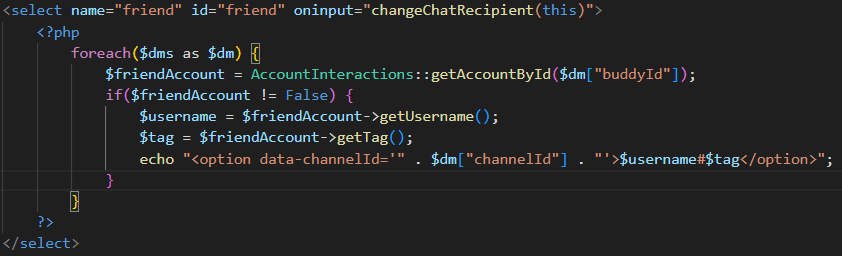 <select name="friend" id="friend" oninput="changeChatRecipient(this)">
    <?php
        foreach($dms as $dm) {
            $friendAccount = AccountInteractions::getAccountById($dm["buddyId"]);
            if($friendAccount != False) {
                $username = $friendAccount->getUsername();
                $tag = $friendAccount->getTag();
                echo "<option data-channelId='" . $dm["channelId"] . "'>$username#$tag</option>";
            }
        }
    ?>
</select>